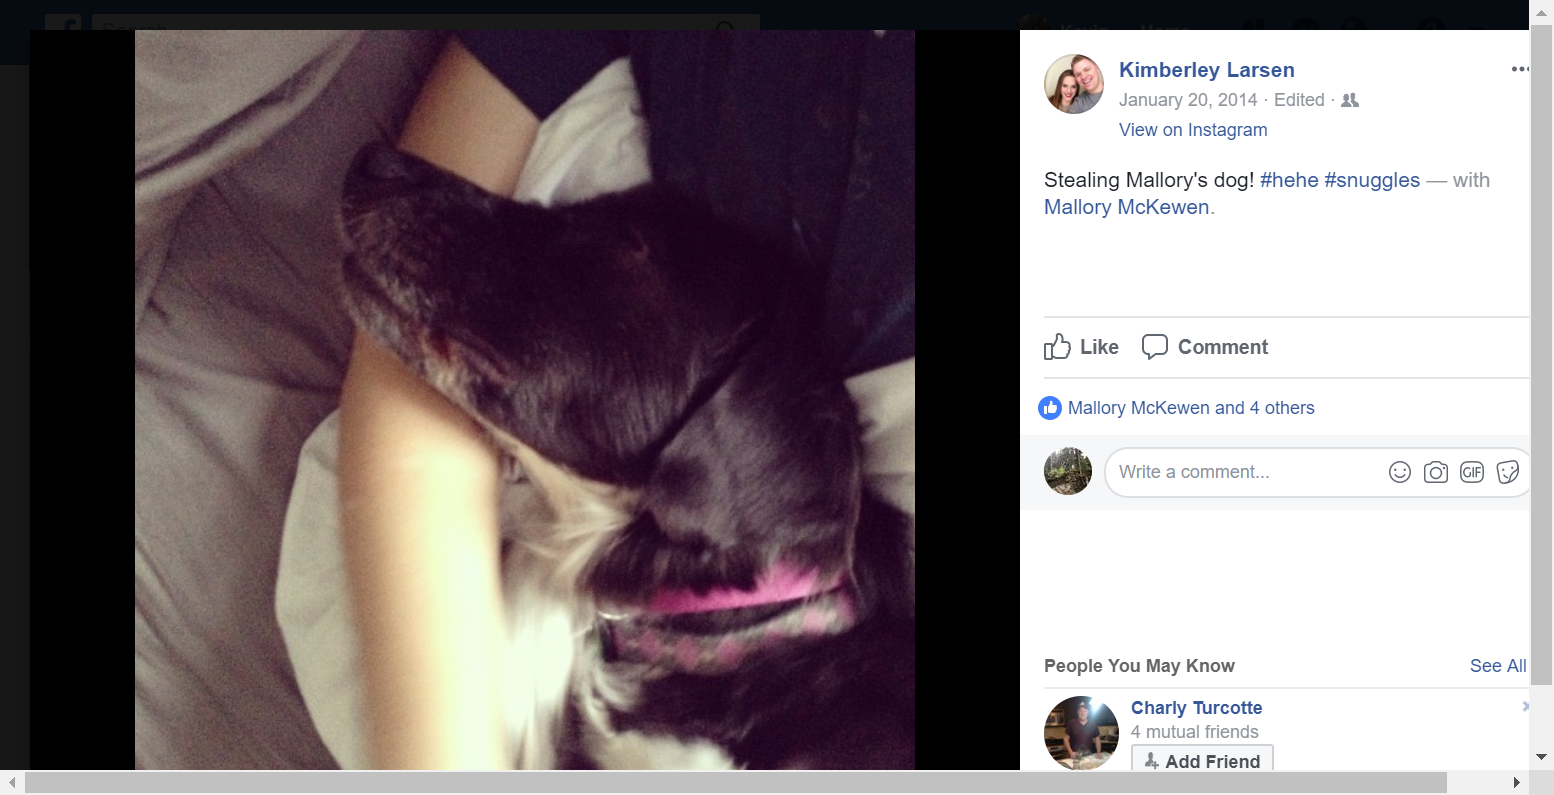 Search
Kimberley Larsen
January 20, 2014 · Edited ·
View on Instagram
Stealing Mallory's dog! #hehe #snuggles — with
Mallory McKewen.
Like Comment
Mallory McKewen and 4 others
Write a comment...
GIF
People You May Know
See All
Charly Turcotte
4 mutual friends
Add Friend